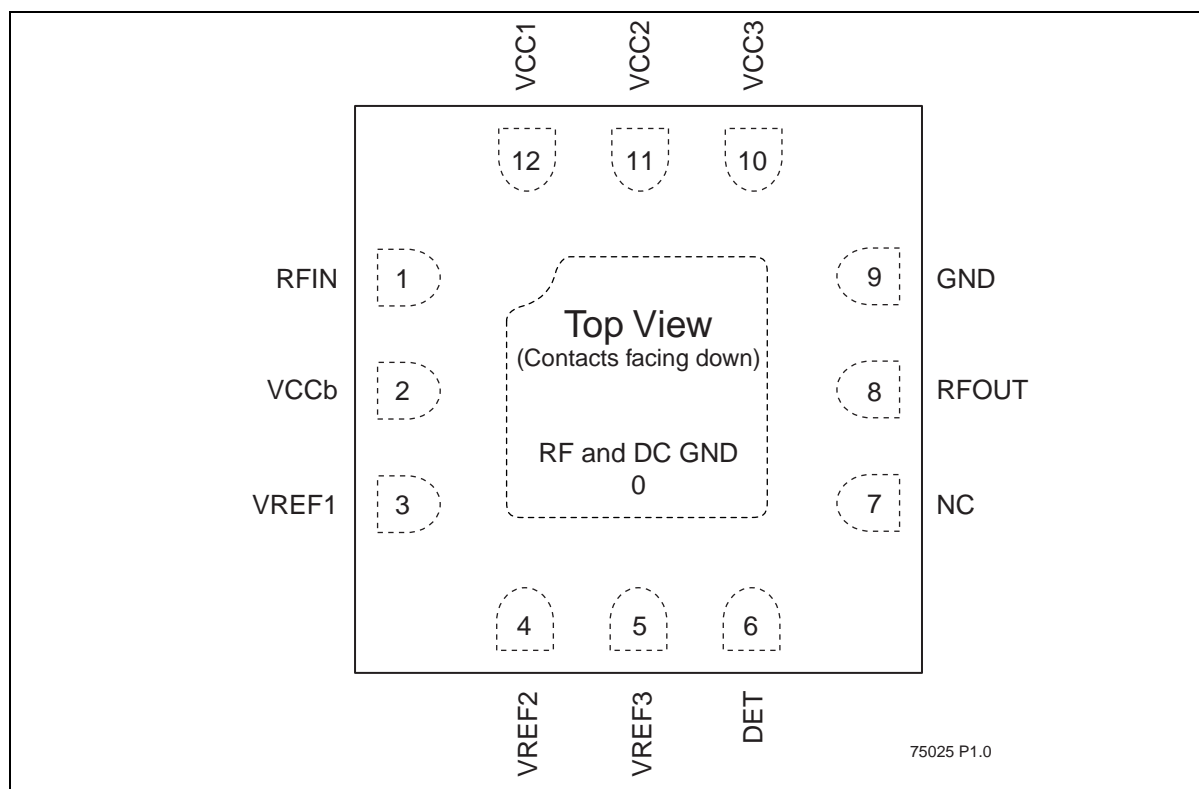 VCC1
VCC2
VCC3
12
11
10
RFIN
1
9
GND
Top View
(Contacts facing down)
VCCb
2
8
RFOUT
RF and DC GND
0
VREF1
3
7
NC
4
5
6
VREF2
VREF3
DET
75025 P1.0